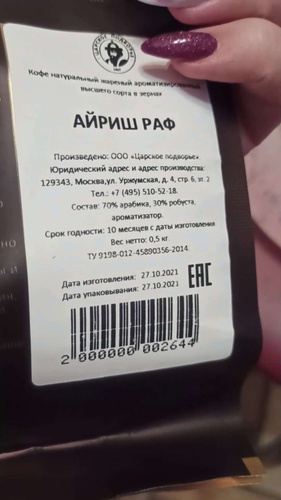 ЦАРСКОЕ ПОДВОРЬЕ
Кофе натуральный жареный ароматизированный
высшего сорта в зернах
АЙРИШ РАФ
Произведено: ООО «Царское подворье».
Юридический адрес и адрес производства:
129343, Москва,ул. Уржумская, д. 4, стр. 6, эт. 2
Тел.: +7 (495) 510-52-18.
Состав: 70% арабика, 30% робуста,
ароматизатор.
Срок годности: 10 месяцев с даты изготовления
Вес нетто: 0,5 кг.
ТУ 9198-012-45890356-2014.
Дата изготовления: 27.10.2021
Дата упаковывания: 27.10.2021
ЕАС
2 000000 002644